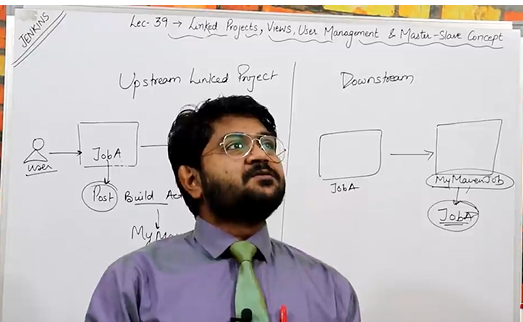 JENKINS
Lec-39 → Linked Projects, Views, User Management & Master-Slave Concept
Upstream Linked Project
Downstream
user
JobA
Post Build
MyM
JobA
MyMavenJob
JobA